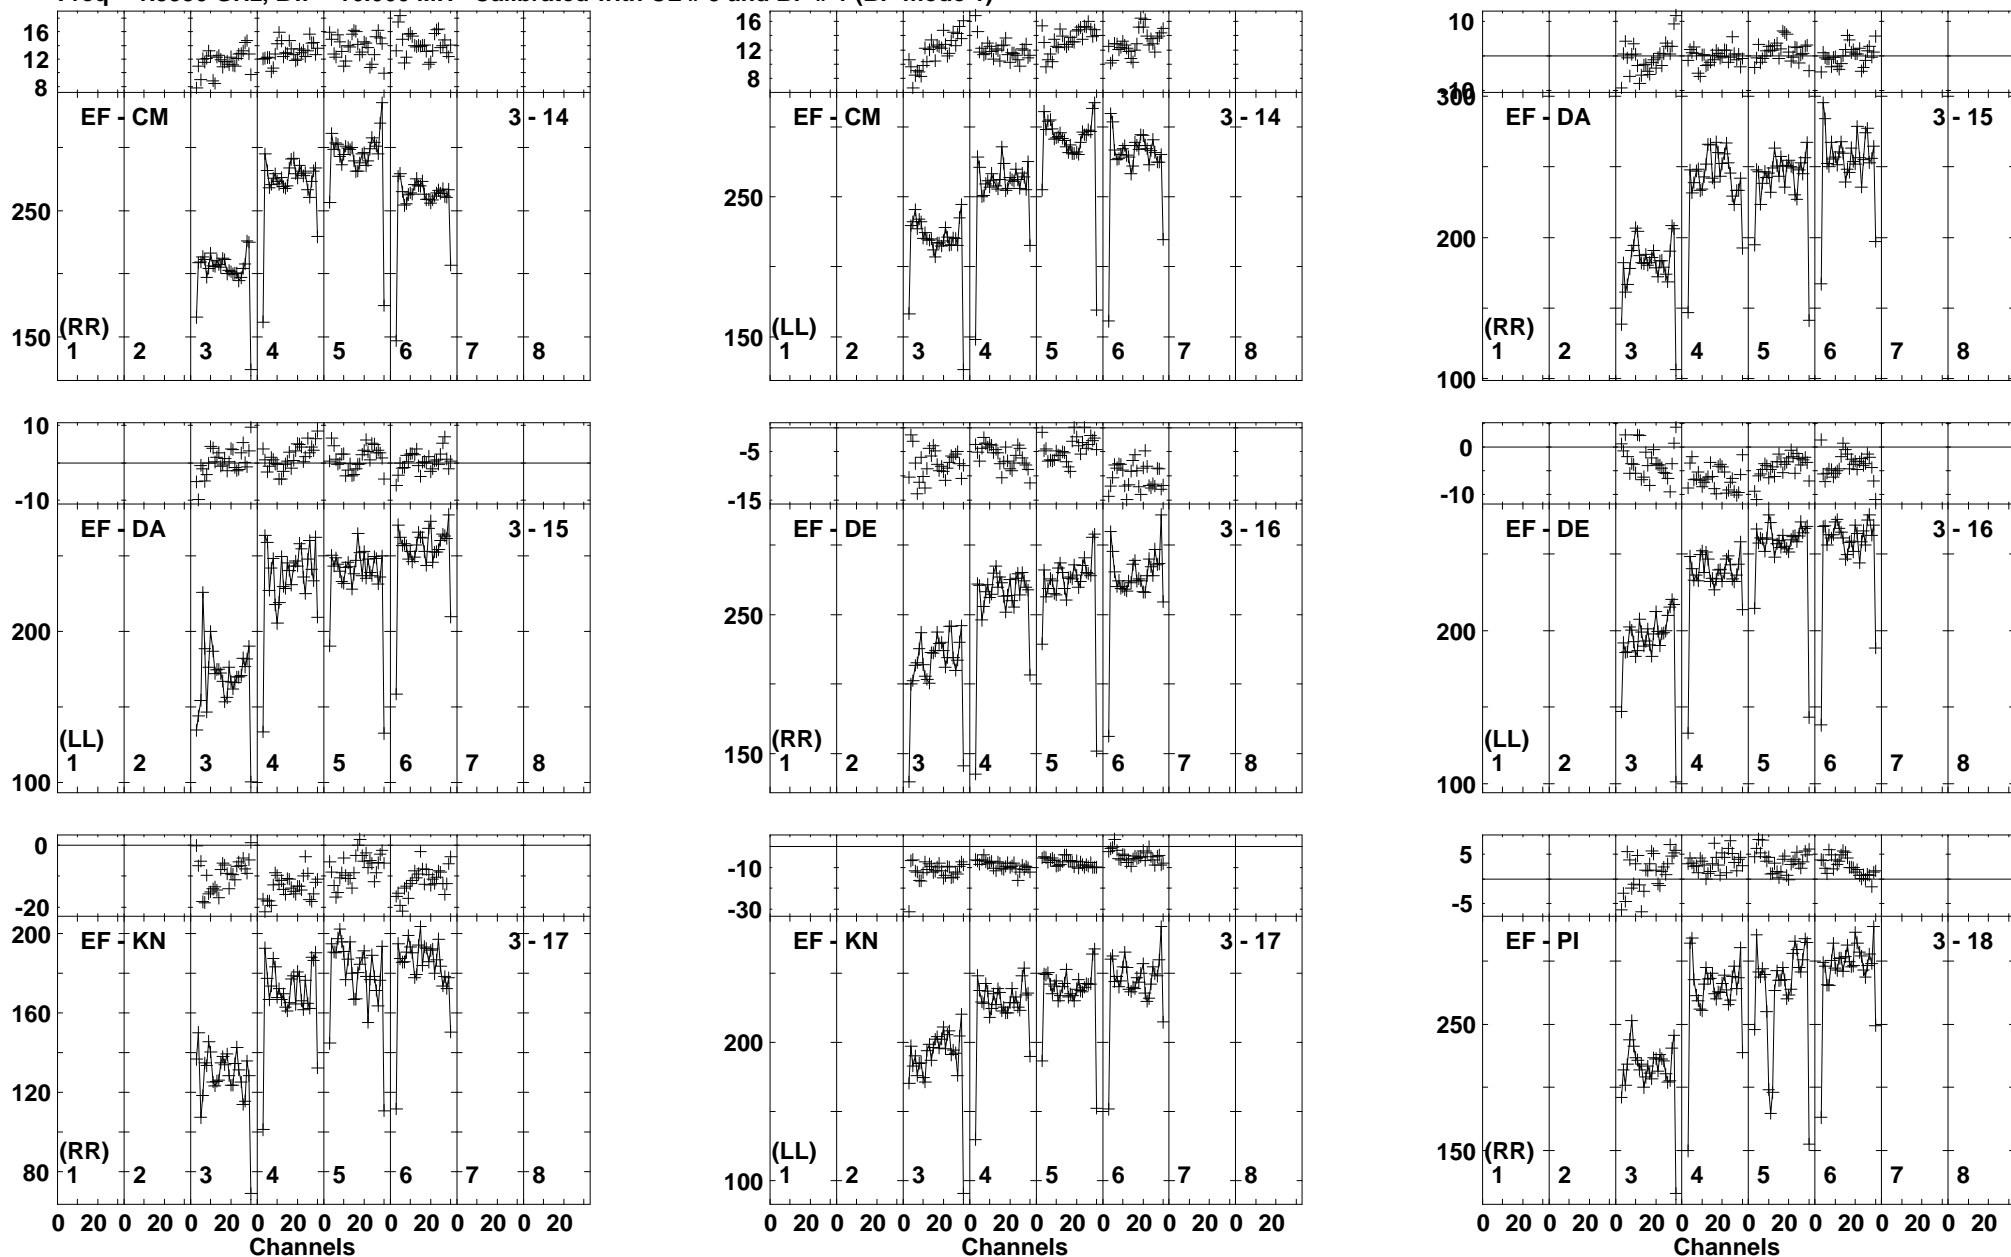 16 16 10
12 12
8 8 -10
300
EF - CM 3 - 14 EF - CM 3 - 14 EF - DA 3 - 15
250 250 200
150 (RR) 150 (LL) (RR)
1 2 3 4 5 6 7 8 1 2 3 4 5 6 7 8 1 2 3 4 5 6 7 8
100
10 -5 0
-10 -15 -10
EF - DA 3 - 15 EF - DE 3 - 16 EF - DE 3 - 16
200 250 200
(LL) 150 (RR) (LL)
1 2 3 4 5 6 7 8 1 2 3 4 5 6 7 8 1 2 3 4 5 6 7 8
100 100
0 -10 5
-20 -30 -5
200 EF - KN 3 - 17 EF - KN 3 - 17 EF - PI 3 - 18
160 200 250
120
(RR) (LL) 150 (RR)
80 1 2 3 4 5 6 7 8 100 1 2 3 4 5 6 7 8 1 2 3 4 5 6 7 8
0 20 0 20 0 20 0 20 0 20 0 20 0 20 0 20 0 20 0 20 0 20 0 20 0 20 0 20 0 20 0 20 0 20 0 20 0 20 0 20 0 20 0 20 0 20 0 20
Channels Channels Channels